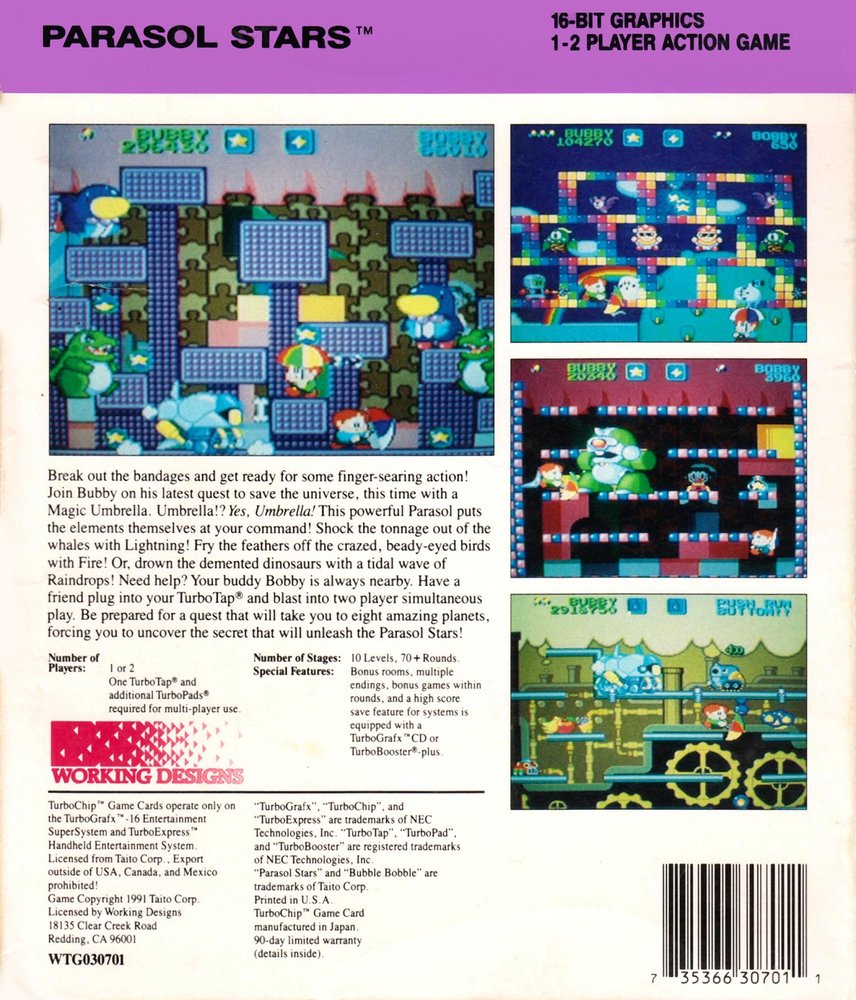 PARASOL STARS™
16-BIT GRAPHICS
1-2 PLAYER ACTION GAME
BUBBY
296430
BOBBY
BUBBY
104270
BOBBY
650
BUBBY
20340
BOBBY
3960
BUBBY
2918750
PUSH RUN
BUTTON!!
Break out the bandages and get ready for some finger-searing action!
Join Bubby on his latest quest to save the universe, this time with a
Magic Umbrella. Umbrella!? Yes, Umbrella! This powerful Parasol puts
the elements themselves at your command! Shock the tonnage out of the
whales with Lightning! Fry the feathers off the crazed, beady-eyed birds
with Fire! Or, drown the demented dinosaurs with a tidal wave of
Raindrops! Need help? Your buddy Bobby is always nearby. Have a
friend plug into your TurboTap® and blast into two player simultaneous
play. Be prepared for a quest that will take you to eight amazing planets,
forcing you to uncover the secret that will unleash the Parasol Stars!
Number of
Players: 1 or 2
One TurboTap® and
additional TurboPads®
required for multi-player use.
Number of Stages: 10 Levels, 70+ Rounds.
Special Features: Bonus rooms, multiple
endings, bonus games within
rounds, and a high score
save feature for systems is
equipped with a
TurboGrafx™ CD or
TurboBooster®-plus.
WORKING DESIGNS
TurboChip™ Game Cards operate only on
the TurboGrafx™-16 Entertainment
SuperSystem and TurboExpress™
Handheld Entertainment System.
Licensed from Taito Corp., Export
outside of USA, Canada, and Mexico
prohibited!
Game Copyright 1991 Taito Corp.
Licensed by Working Designs
18135 Clear Creek Road
Redding, CA 96001
WTG030701
"TurboGrafx", "TurboChip", and
"TurboExpress" are trademarks of NEC
Technologies, Inc. "TurboTap", "TurboPad",
and "TurboBooster" are registered trademarks
of NEC Technologies, Inc.
"Parasol Stars" and "Bubble Bobble" are
trademarks of Taito Corp.
Printed in U.S.A.
TurboChip™ Game Card
manufactured in Japan.
90-day limited warranty
(details inside).
7 35366 30701 1